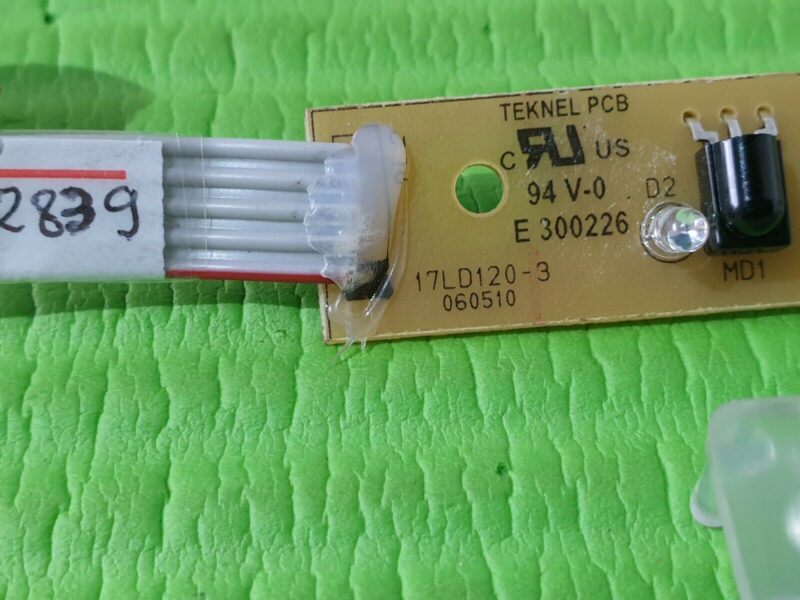 2839
TEKNEL PCB
C RU US
94 V-0
D2
E 300226
17LD120-3
060510
MD1